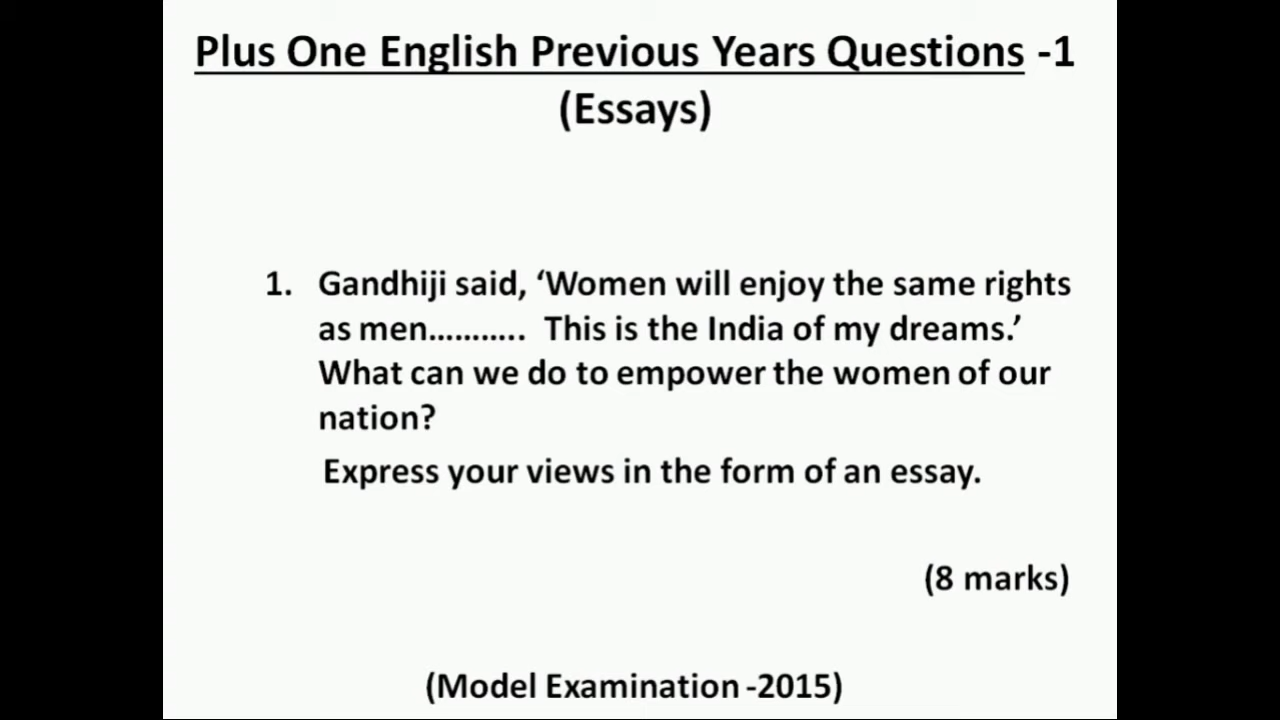 Plus One English Previous Years Questions -1
(Essays)
1. Gandhiji said, ‘Women will enjoy the same rights
as men……….. This is the India of my dreams.’
What can we do to empower the women of our
nation?
Express your views in the form of an essay.
(8 marks)
(Model Examination -2015)